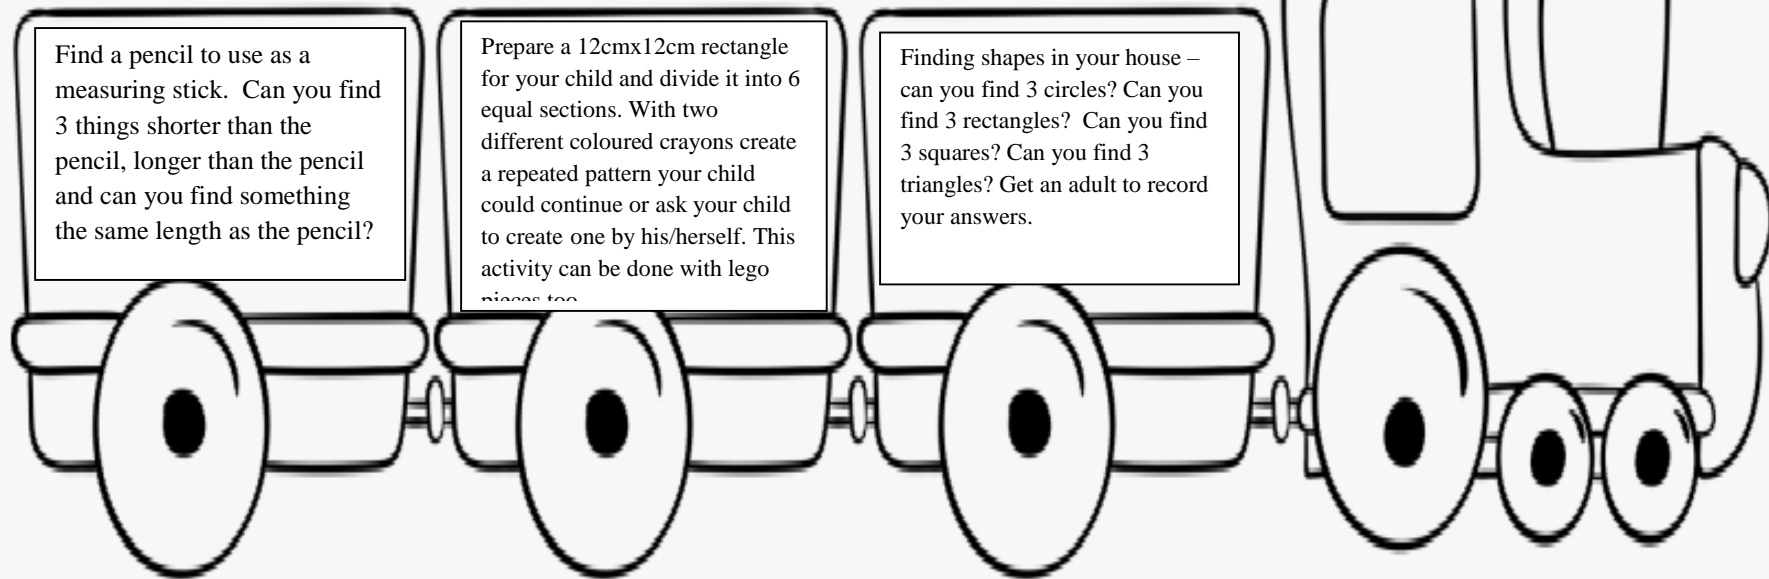 Find a pencil to use as a
measuring stick.  Can you find
3 things shorter than the
pencil, longer than the pencil
and can you find something
the same length as the pencil?
Prepare a 12cmx12cm rectangle
for your child and divide it into 6
equal sections. With two
different coloured crayons create
a repeated pattern your child
could continue or ask your child
to create one by his/herself. This
activity can be done with lego
pieces too
Finding shapes in your house –
can you find 3 circles? Can you
find 3 rectangles?  Can you find
3 squares? Can you find 3
triangles? Get an adult to record
your answers.